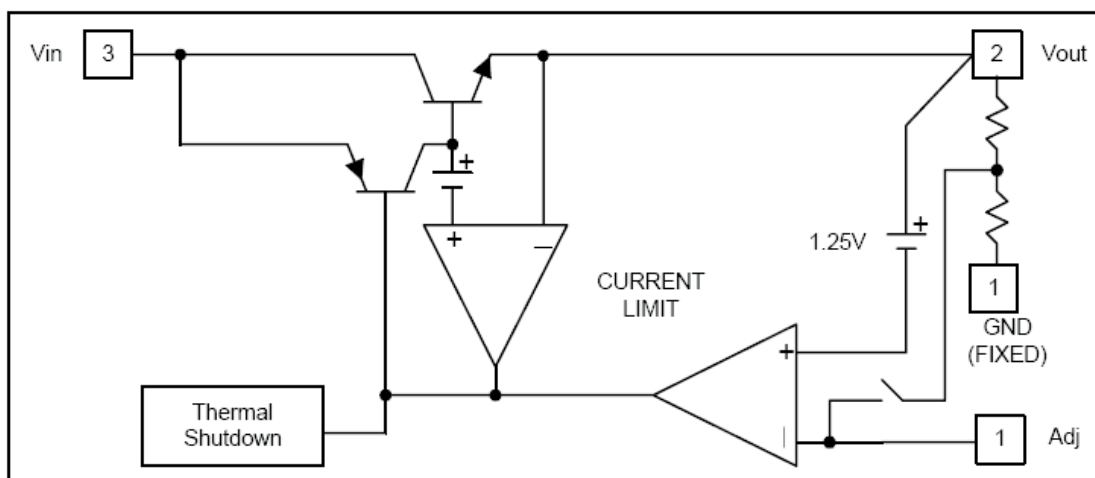 Vin 3
2 Vout
+
+ −
1.25V +
CURRENT
LIMIT
1
GND
(FIXED)
+
−
Thermal
Shutdown
1 Adj